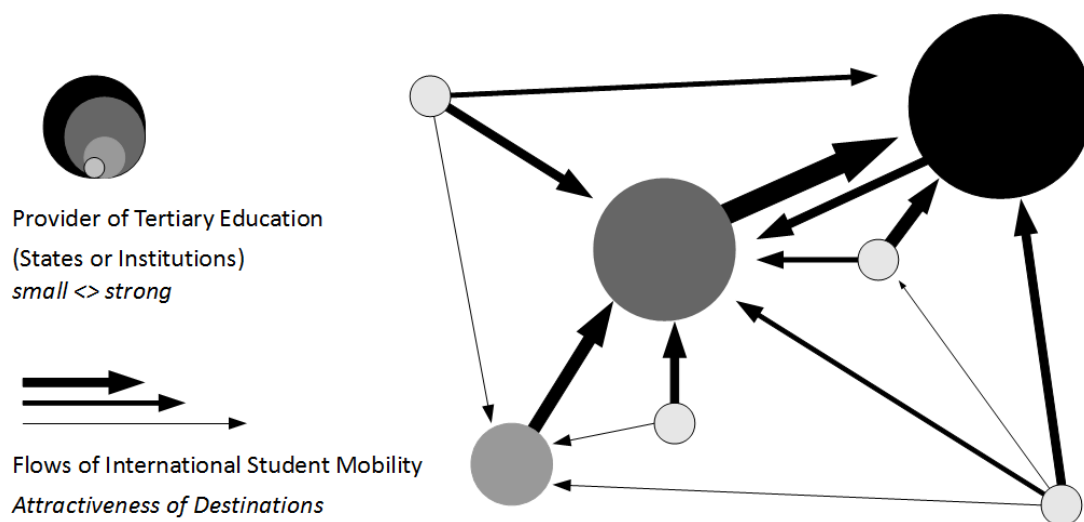 Provider of Tertiary Education
(States or Institutions)
small <> strong
Flows of International Student Mobility
Attractiveness of Destinations